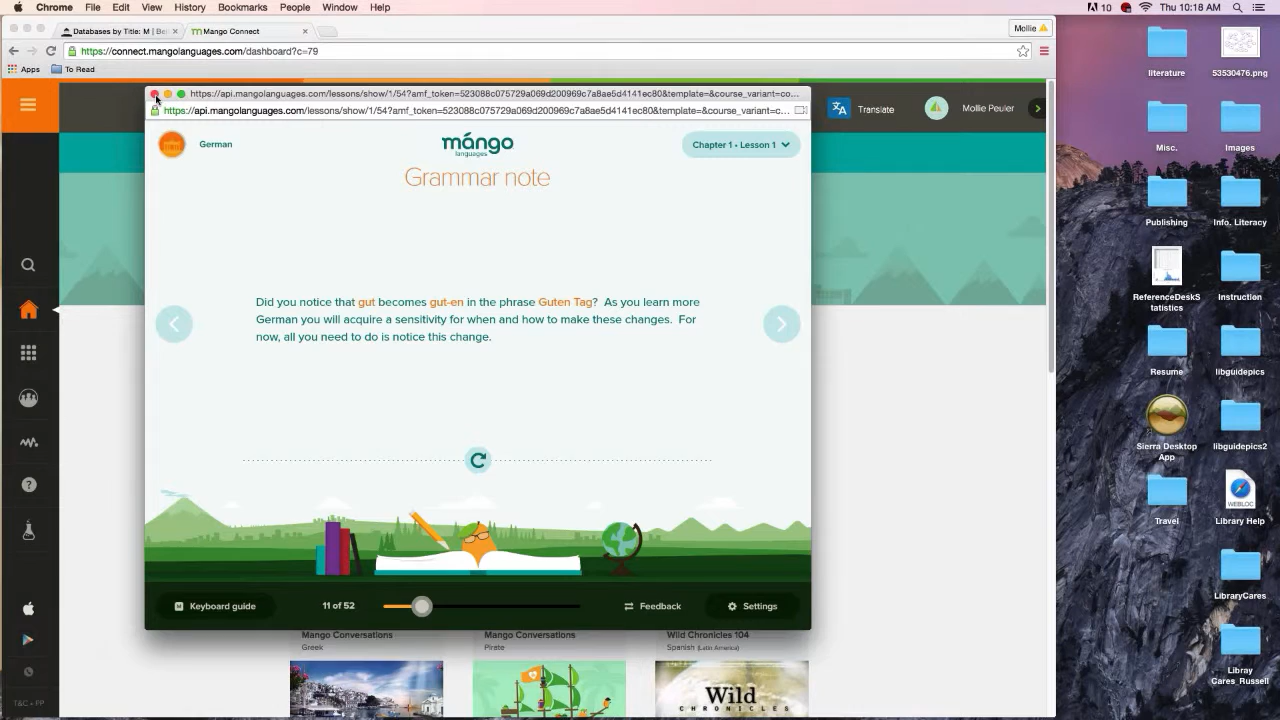 Chrome File Edit View History Bookmarks People Window Help
10 Thu 10:18 AM
Databases by Title: M | Be
Mango Connect
Mollie
https://connect.mangolanguages.com/dashboard?c=79
Apps To Read
https://api.mangolanguages.com/lessons/show/1/54?amf_token=523088c075729a069d200969c7a8ae5d4141ec80&template=&course_variant=co...
https://api.mangolanguages.com/lessons/show/1/54?amf_token=523088c075729a069d200969c7a8ae5d4141ec80&template=&course_variant=c...
Translate
Mollie Peuler
German
mango
languages
Chapter 1 • Lesson 1
Grammar note
Did you notice that gut becomes gut-en in the phrase Guten Tag? As you learn more
German you will acquire a sensitivity for when and how to make these changes. For
now, all you need to do is notice this change.
Keyboard guide
11 of 52
Feedback
Settings
Mango Conversations
Greek
Mango Conversations
Pirate
Wild Chronicles 104
Spanish (Latin America)
Wild
CHRONICLES
T&C + PP
literature
53530476.png
Misc.
Images
Publishing
Info. Literacy
ReferenceDeskS
tatistics
Instruction
Resume
libguidepics
Sierra Desktop
App
libguidepics2
WEBLOC
Travel
Library Help
LibraryCares
Libray
Cares_Russell